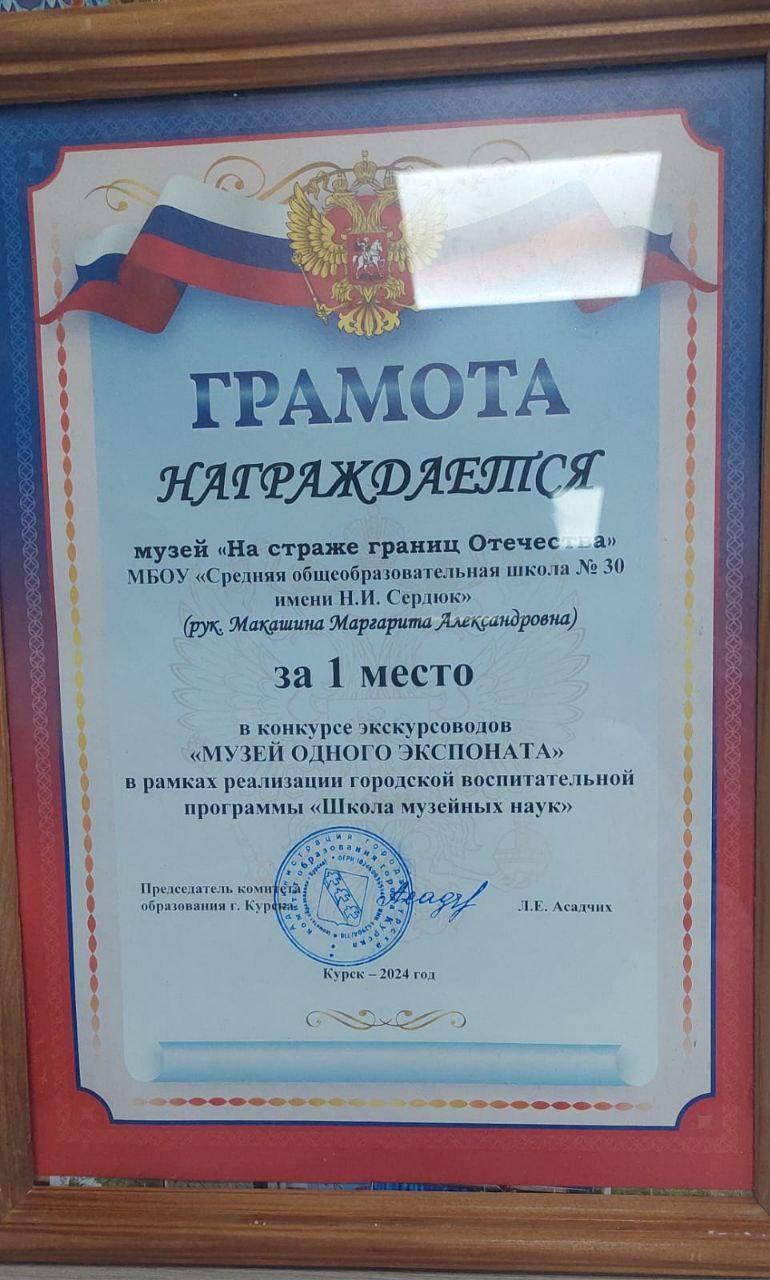 ГРАМОТА
НАГРАЖДАЕТСЯ
музей «На страже границ Отечества»
МБОУ «Средняя общеобразовательная школа № 30
имени Н.И. Сердюк»
(рук. Макашина Маргарита Александровна)
за 1 место
в конкурсе экскурсоводов
«МУЗЕЙ ОДНОГО ЭКСПОНАТА»
в рамках реализации городской воспитательной
программы «Школа музейных наук»
Председатель комитета
образования г. Курска
Л.Е. Асадчих
Курск – 2024 год